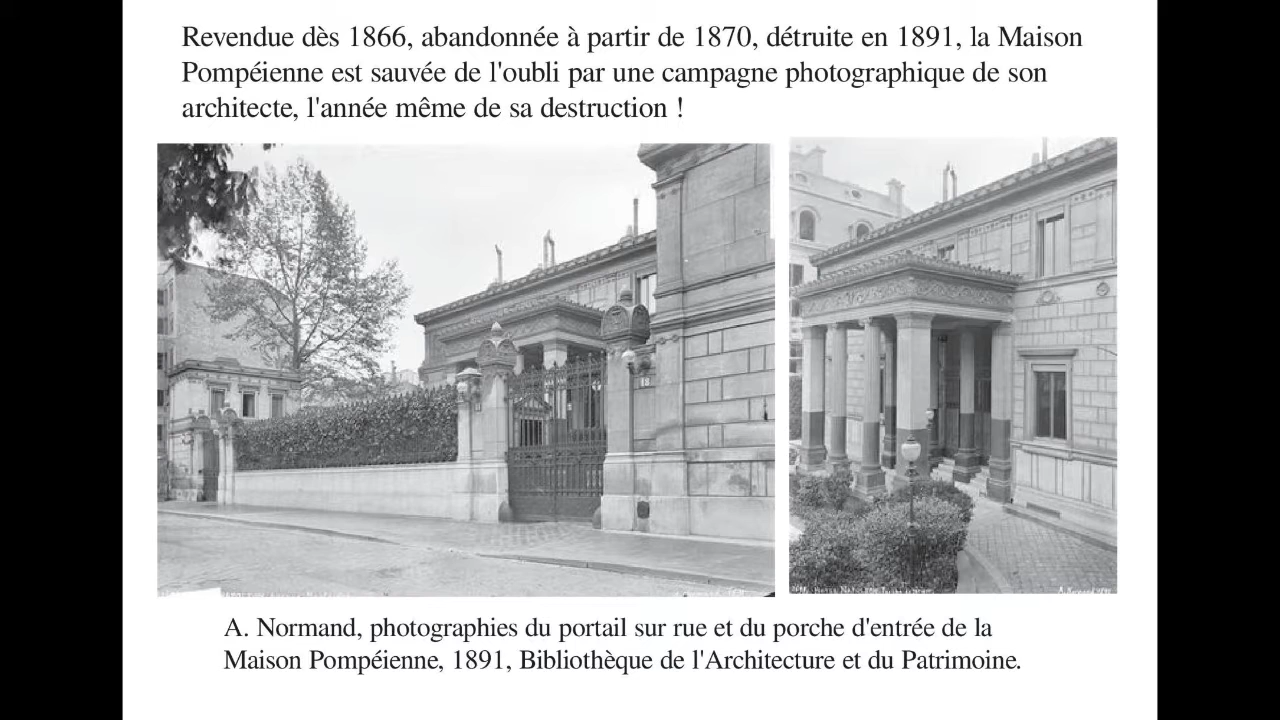 Revendue dès 1866, abandonnée à partir de 1870, détruite en 1891, la Maison
Pompéienne est sauvée de l'oubli par une campagne photographique de son
architecte, l'année même de sa destruction !
18
A. Normand, photographies du portail sur rue et du porche d'entrée de la
Maison Pompéienne, 1891, Bibliothèque de l'Architecture et du Patrimoine.